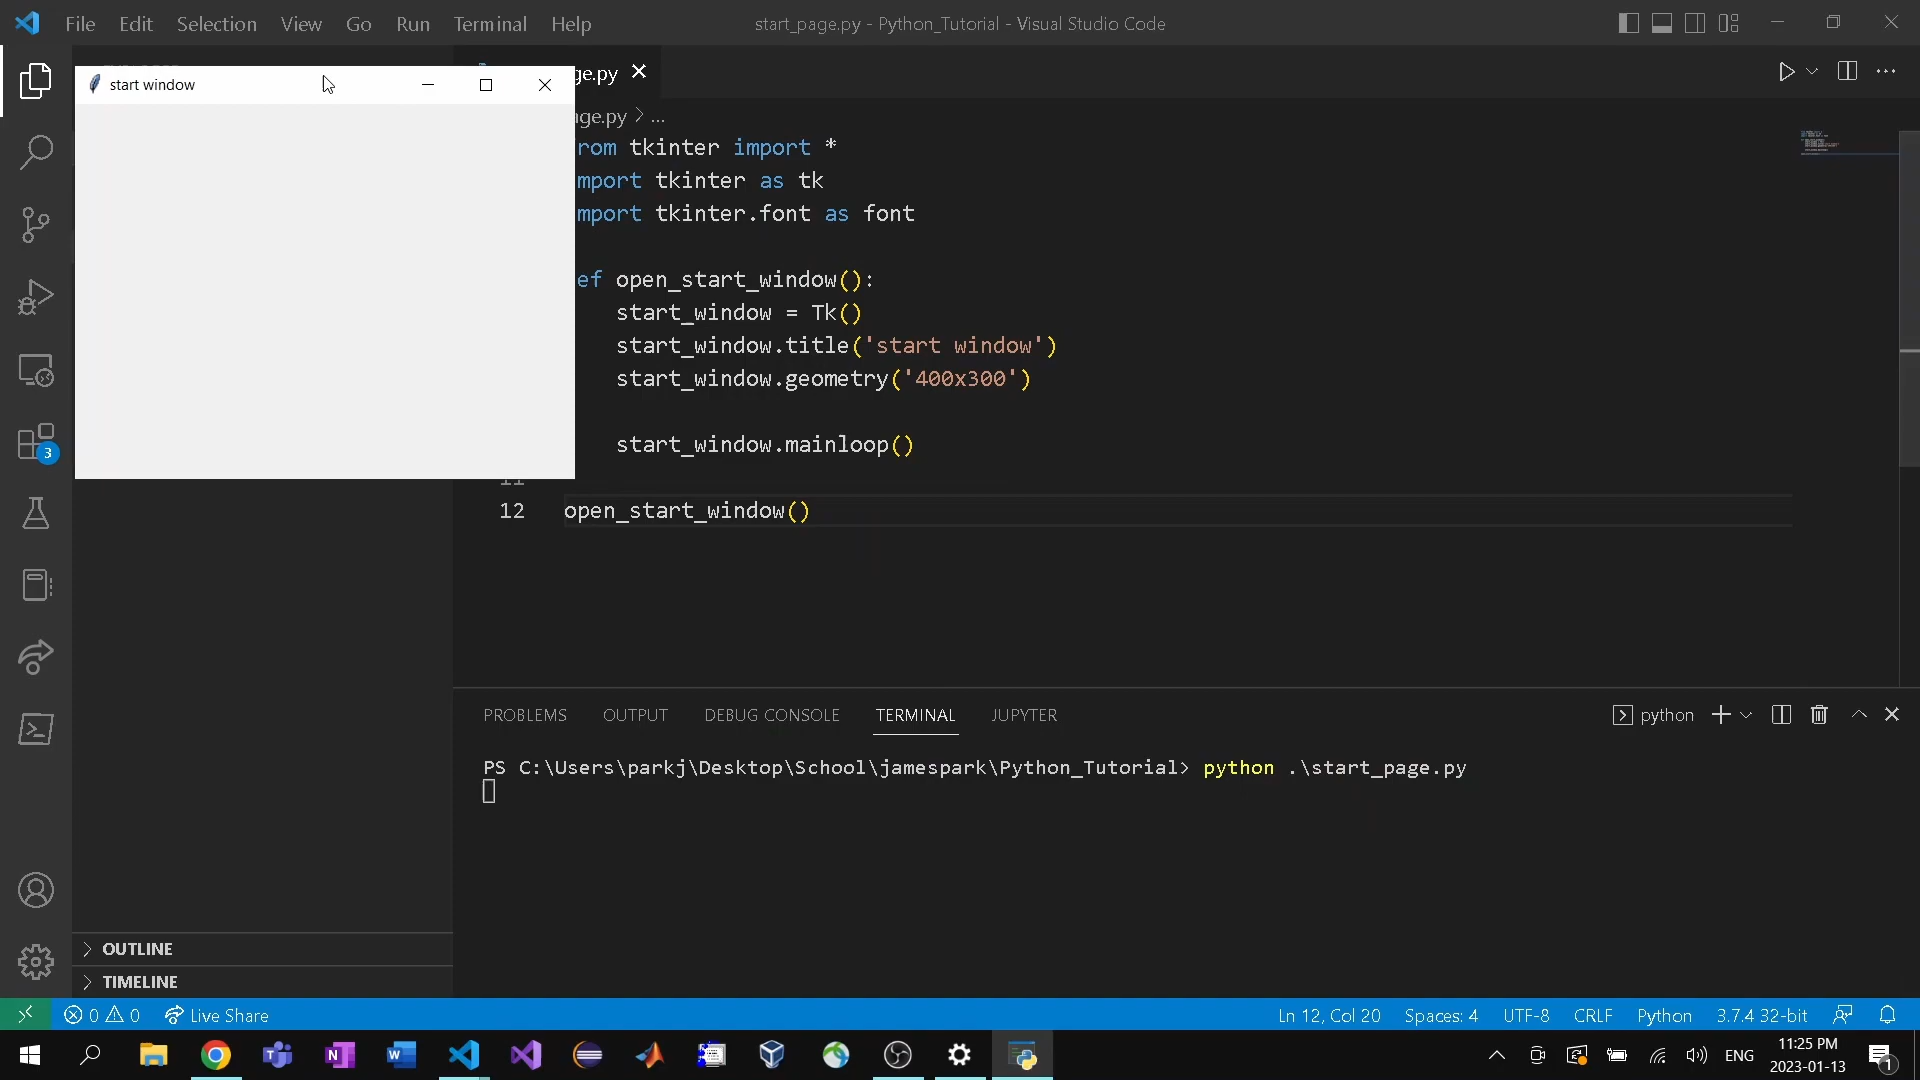 File Edit Selection View Go Run Terminal Help
start_page.py - Python_Tutorial - Visual Studio Code
start window
ge.py
ge.py > ...
rom tkinter import *
mport tkinter as tk
mport tkinter.font as font
ef open_start_window():
start_window = Tk()
start_window.title('start window')
start_window.geometry('400x300')
start_window.mainloop()
11
12 open_start_window()
3
PROBLEMS OUTPUT DEBUG CONSOLE TERMINAL JUPYTER
python
PS C:\Users\parkj\Desktop\School\jamespark\Python_Tutorial> python .\start_page.py
OUTLINE
TIMELINE
0 0 Live Share
Ln 12, Col 20 Spaces: 4 UTF-8 CRLF Python 3.7.4 32-bit
ENG
11:25 PM
2023-01-13
1